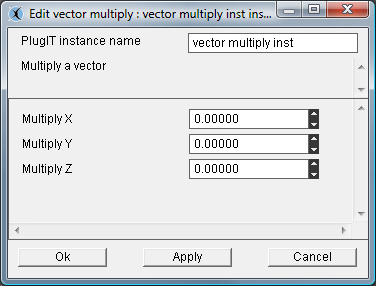 Edit vector multiply : vector multiply inst ins...
PlugIT instance name vector multiply inst
Multiply a vector
Multiply X 0.00000
Multiply Y 0.00000
Multiply Z 0.00000
Ok Apply Cancel